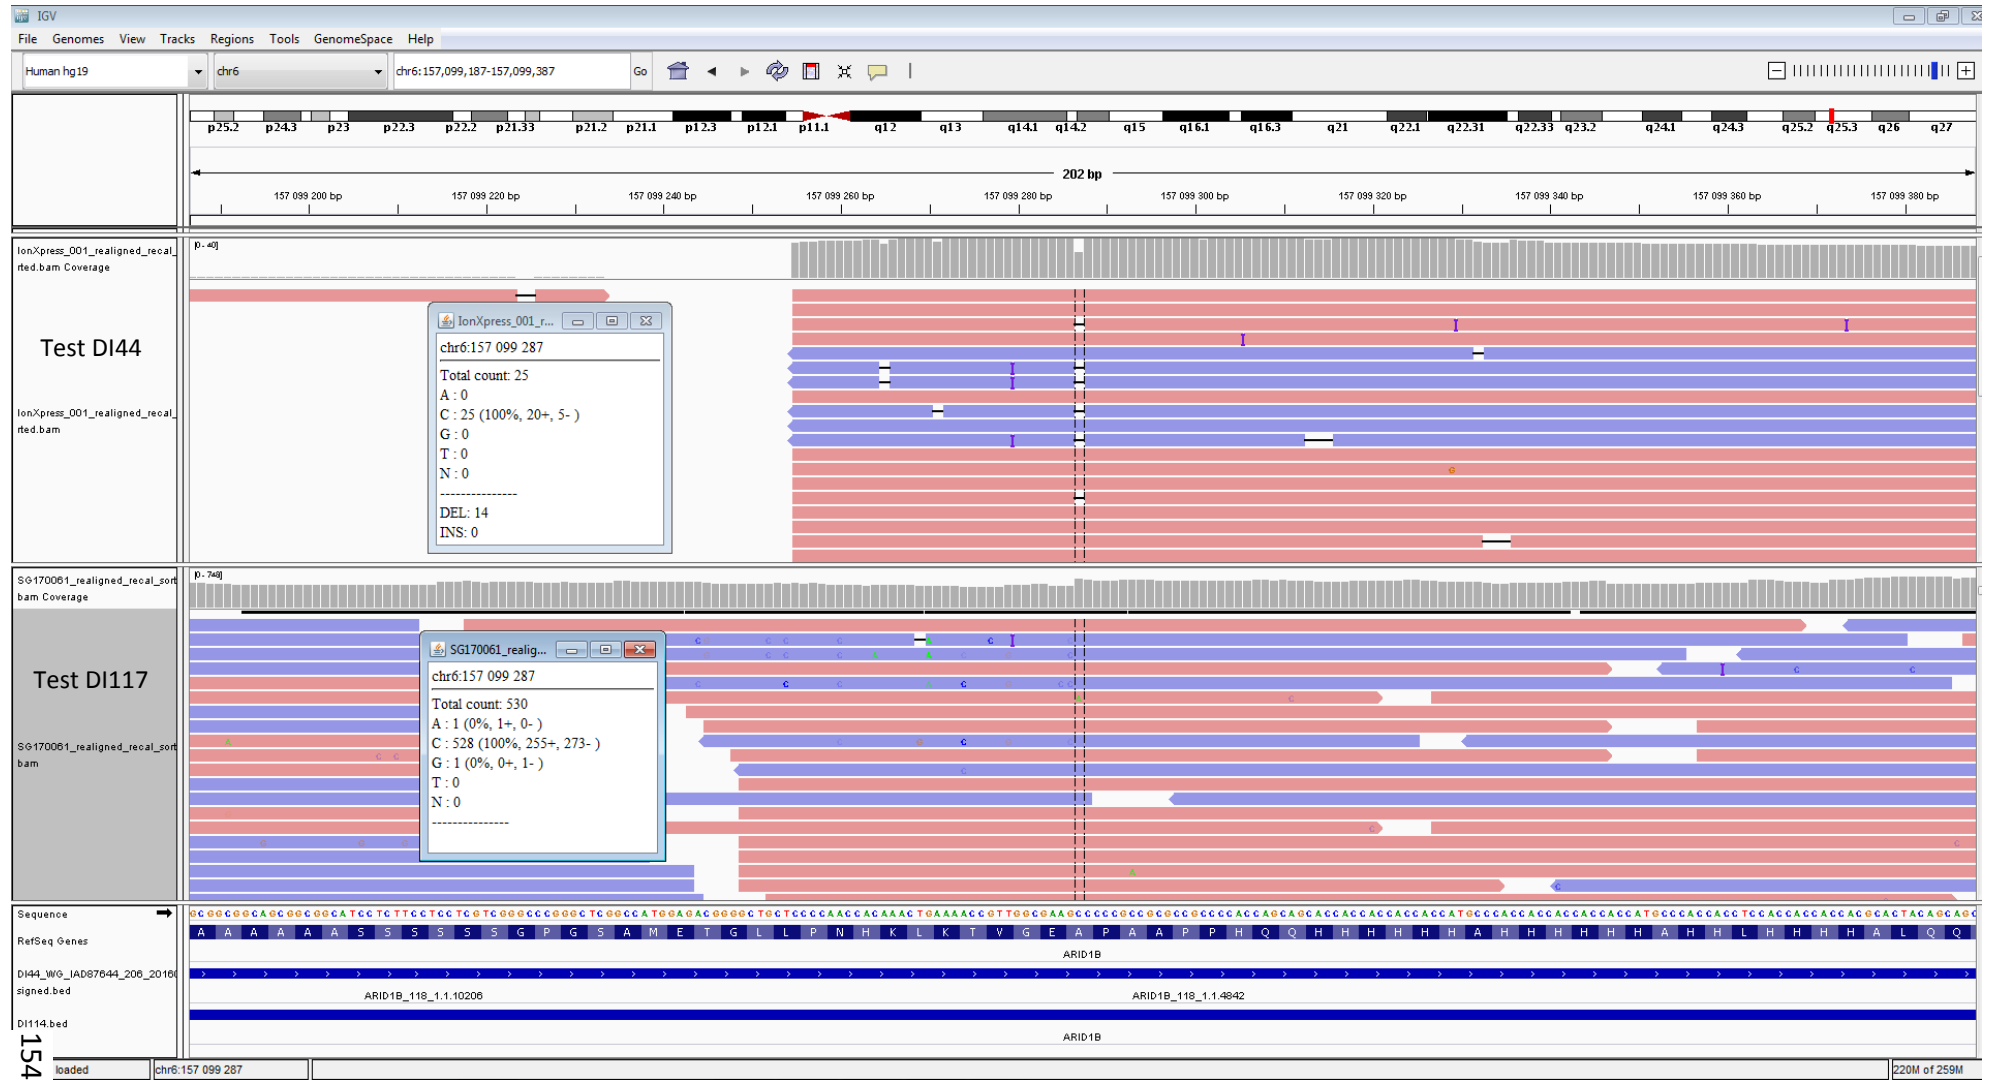 IGV
File Genomes View Tracks Regions Tools GenomeSpace Help
Human hg19 chr6 chr6:157,099,187-157,099,387 Go
p25.2 p24.3 p23 p22.3 p22.2 p21.33 p21.2 p21.1 p12.3 p12.1 p11.1 q12 q13 q14.1 q14.2 q15 q16.1 q16.3 q21 q22.1 q22.31 q22.33 q23.2 q24.1 q24.3 q25.2 q25.3 q26 q27
202 bp
157 099 200 bp 157 099 220 bp 157 099 240 bp 157 099 260 bp 157 099 280 bp 157 099 300 bp 157 099 320 bp 157 099 340 bp 157 099 360 bp 157 099 380 bp
IonXpress_001_realigned_recal_
rted.bam Coverage
[0 - 40]
Test DI44
IonXpress_001_realigned_recal_
rted.bam
IonXpress_001_r...
chr6:157 099 287
Total count: 25
A : 0
C : 25 (100%, 20+, 5- )
G : 0
T : 0
N : 0
---------------
DEL: 14
INS: 0
SG170061_realigned_recal_sort
bam Coverage
[0 - 748]
Test DI117
SG170061_realigned_recal_sort
bam
SG170061_realig...
chr6:157 099 287
Total count: 530
A : 1 (0%, 1+, 0- )
C : 528 (100%, 255+, 273- )
G : 1 (0%, 0+, 1- )
T : 0
N : 0
---------------
Sequence
RefSeq Genes
A A A A A A S S S S S S G P G S A M E T G L L P N H K L K T V G E A P A A P P H Q Q H H H H H H A H H H H H H A H H L H H H H A L Q Q
ARID1B
DI44_WG_IAD87644_206_2016
signed.bed
ARID1B_118_1.1.10206 ARID1B_118_1.1.4842
DI114.bed
ARID1B
154
loaded chr6:157 099 287 220M of 259M